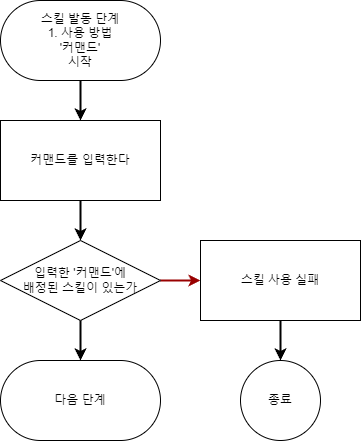 스킬 발동 단계
1. 사용 방법
'커맨드'
시작
커맨드를 입력한다
입력한 '커맨드'에
배정된 스킬이 있는가
스킬 사용 실패
다음 단계
종료